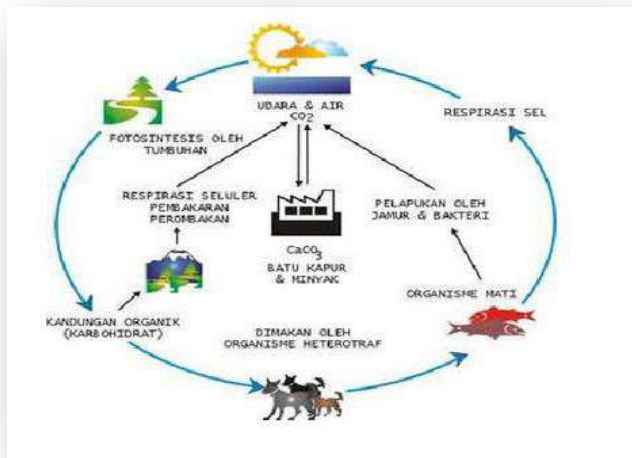 UDARA & AIR
CO2
FOTOSINTESIS OLEH
TUMBUHAN
RESPIRASI SEL
RESPIRASI SELULER
PEMBAKARAN
PEROMBAKAN
PELAPUKAN OLEH
JAMUR & BAKTERI
CaCO3
BATU KAPUR
& MINYAK
ORGANISME MATI
KANDUNGAN ORGANIK
(KARBOHIDRAT)
DIMAKAN OLEH
ORGANISME HETEROTRAF